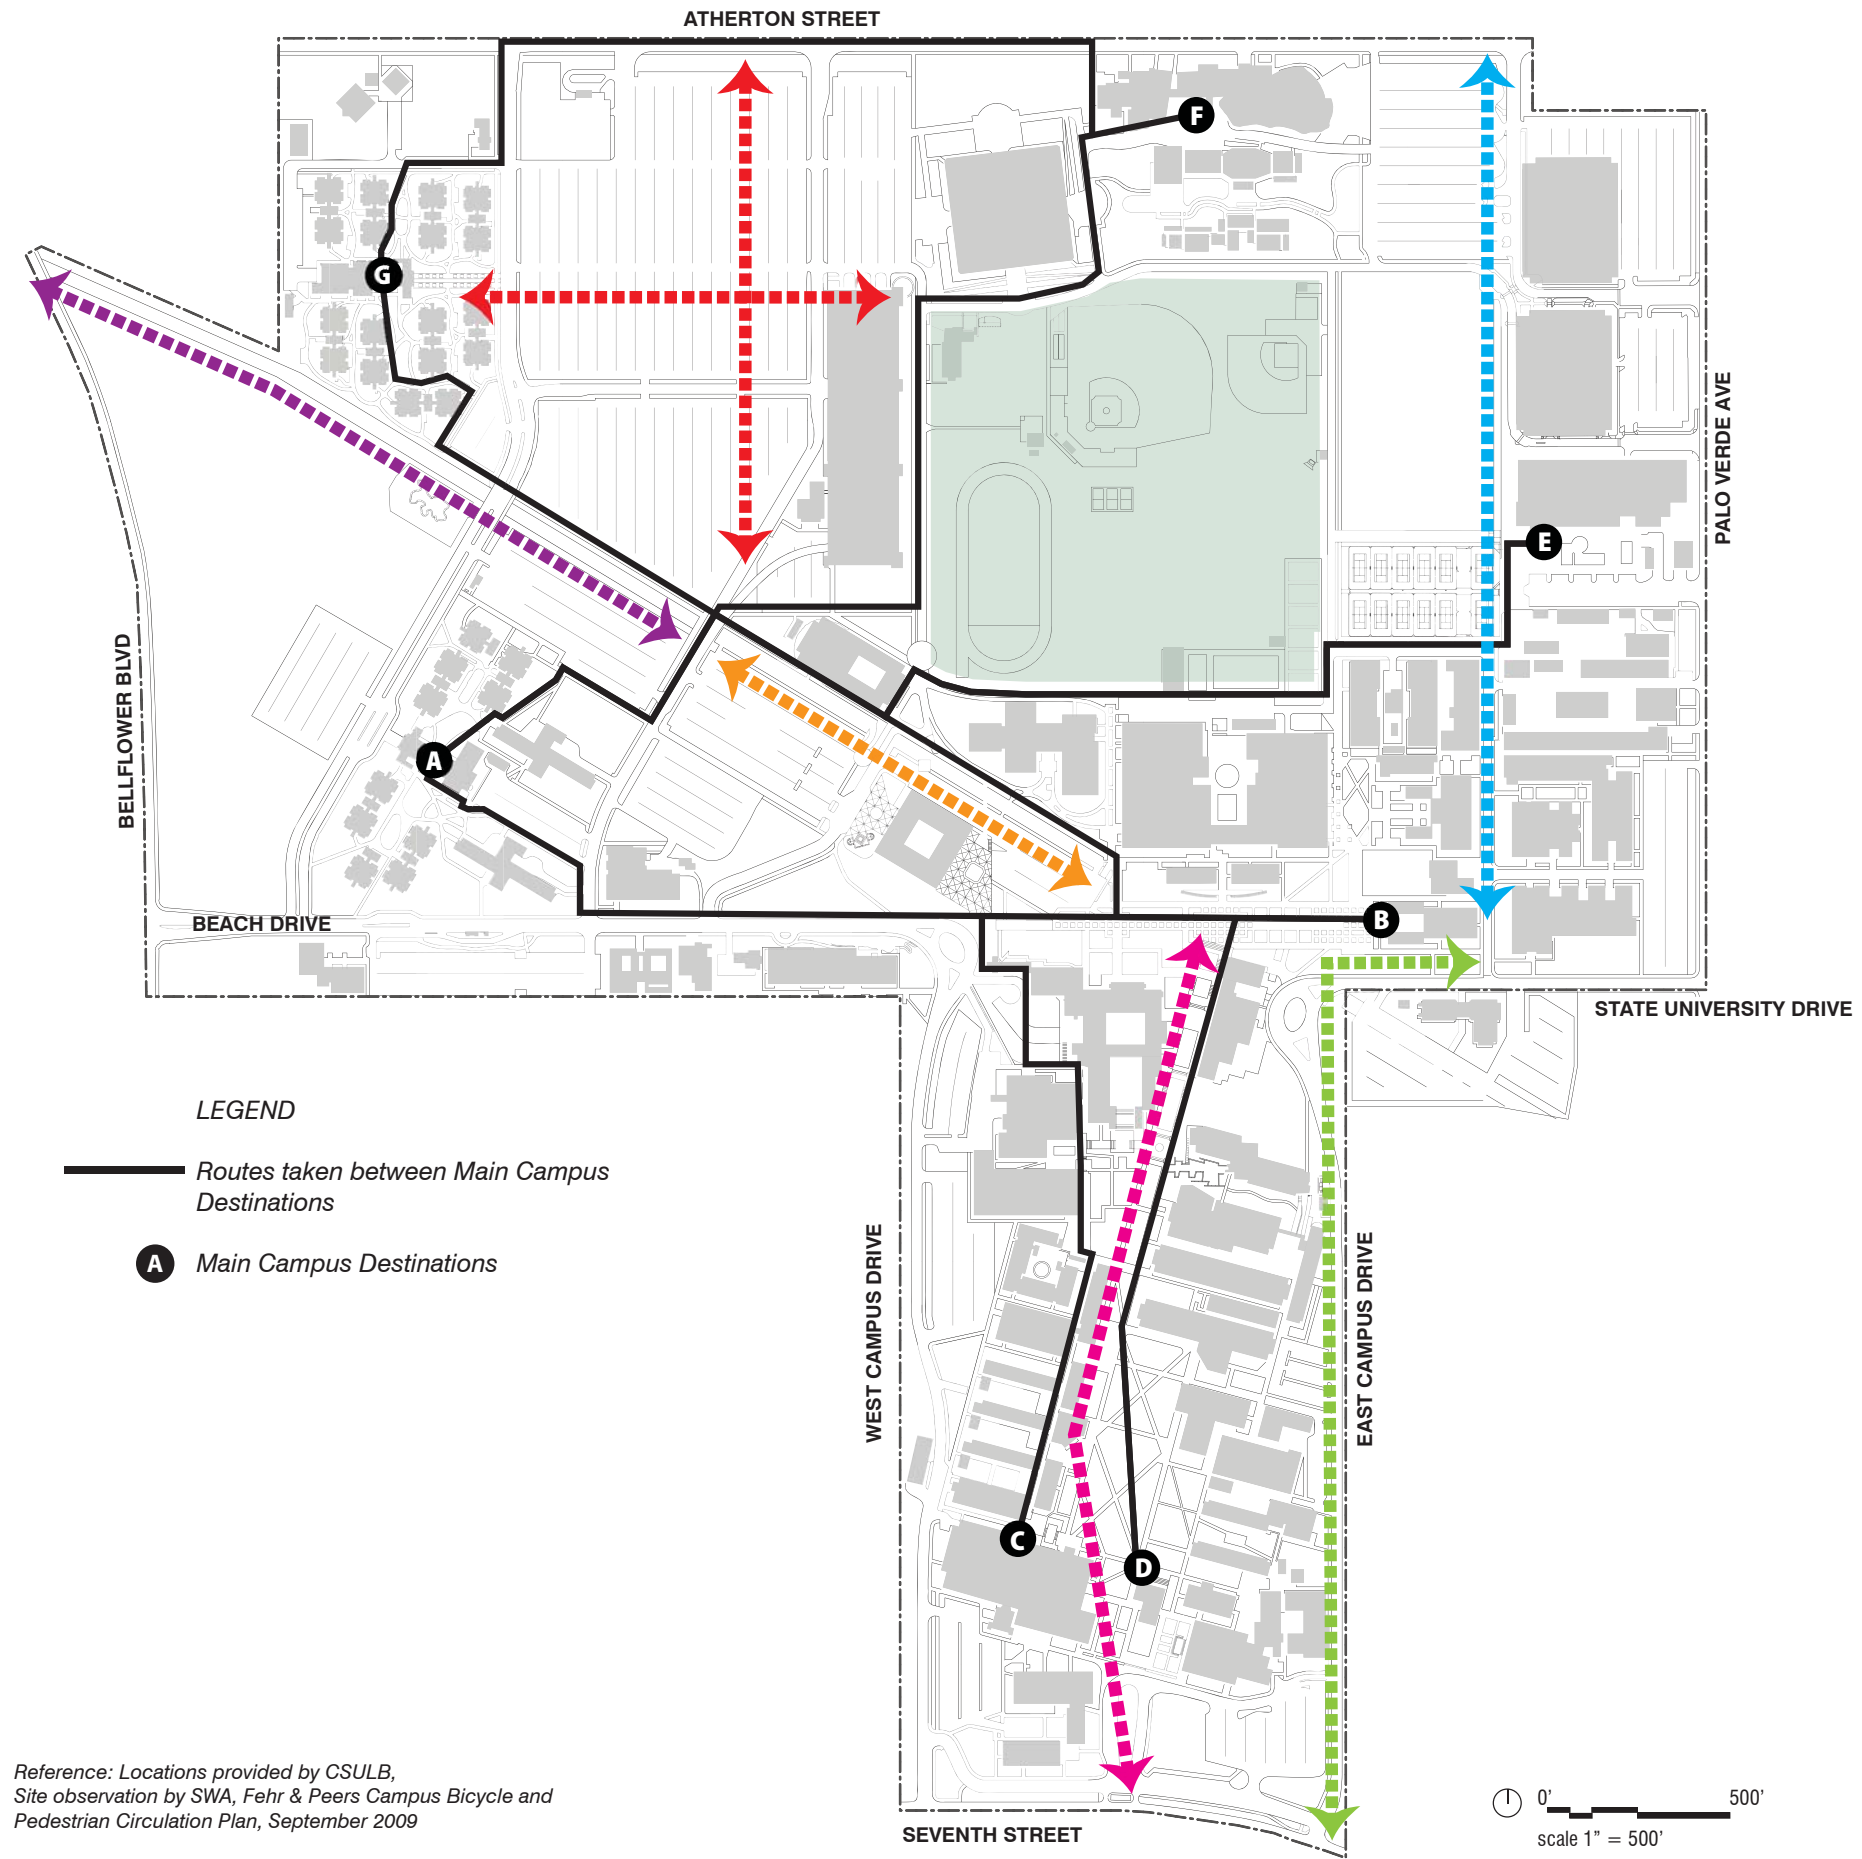 ATHERTON STREET
F
G
PALO VERDE AVE
E
BELLFLOWER BLVD
A
BEACH DRIVE
B
STATE UNIVERSITY DRIVE
LEGEND
Routes taken between Main Campus
Destinations
A
Main Campus Destinations
WEST CAMPUS DRIVE
EAST CAMPUS DRIVE
C
D
Reference: Locations provided by CSULB,
Site observation by SWA, Fehr & Peers Campus Bicycle and
Pedestrian Circulation Plan, September 2009
SEVENTH STREET
0' 500'
scale 1” = 500’